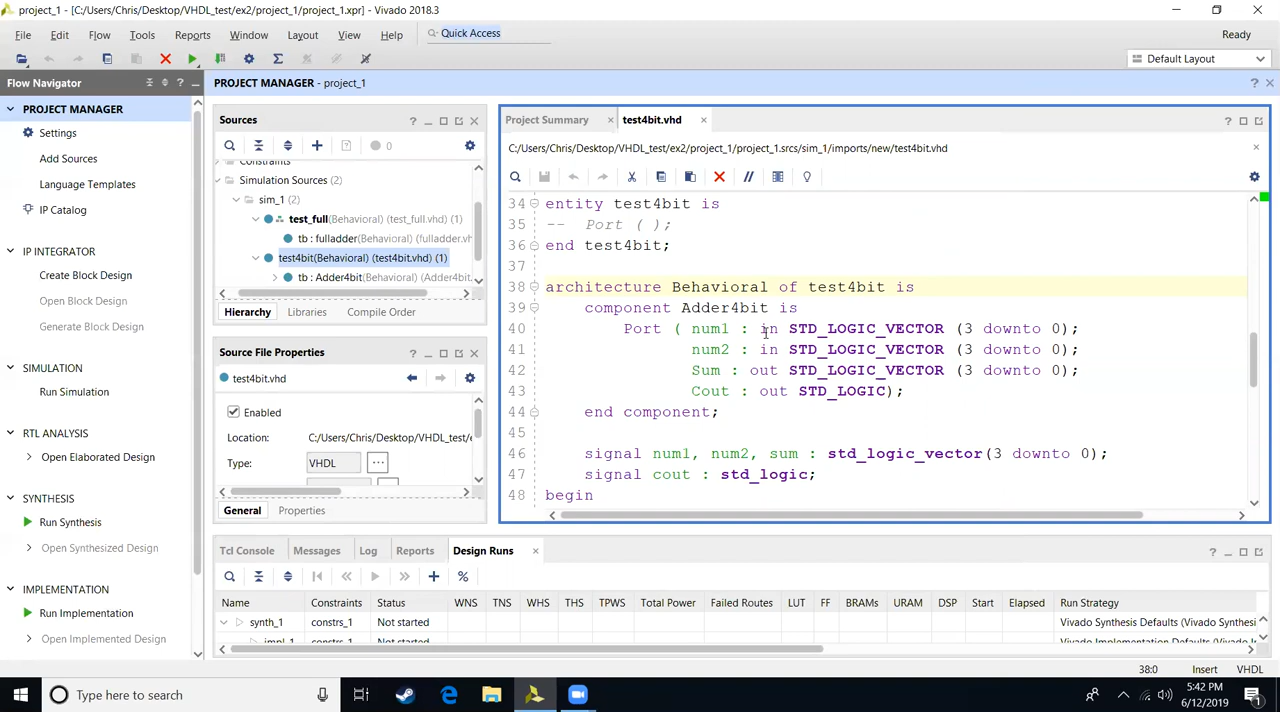 project_1 - [C:/Users/Chris/Desktop/VHDL_test/ex2/project_1/project_1.xpr] - Vivado 2018.3
File Edit Flow Tools Reports Window Layout View Help Quick Access Ready
Default Layout
Flow Navigator
PROJECT MANAGER - project_1
PROJECT MANAGER
Settings
Add Sources
Language Templates
IP Catalog
IP INTEGRATOR
Create Block Design
Open Block Design
Generate Block Design
SIMULATION
Run Simulation
RTL ANALYSIS
Open Elaborated Design
SYNTHESIS
Run Synthesis
Open Synthesized Design
IMPLEMENTATION
Run Implementation
Open Implemented Design
Sources
0
Constraints
Simulation Sources (2)
sim_1 (2)
test_full(Behavioral) (test_full.vhd) (1)
tb : fulladder(Behavioral) (fulladder.vh
test4bit(Behavioral) (test4bit.vhd) (1)
tb : Adder4bit(Behavioral) (Adder4bit.
Hierarchy Libraries Compile Order
Source File Properties
test4bit.vhd
Enabled
Location: C:/Users/Chris/Desktop/VHDL_test/e
Type: VHDL
General Properties
Project Summary test4bit.vhd
C:/Users/Chris/Desktop/VHDL_test/ex2/project_1/project_1.srcs/sim_1/imports/new/test4bit.vhd
34 entity test4bit is
35 -- Port ( );
36 end test4bit;
37
38 architecture Behavioral of test4bit is
39 component Adder4bit is
40 Port ( num1 : in STD_LOGIC_VECTOR (3 downto 0);
41 num2 : in STD_LOGIC_VECTOR (3 downto 0);
42 Sum : out STD_LOGIC_VECTOR (3 downto 0);
43 Cout : out STD_LOGIC);
44 end component;
45
46 signal num1, num2, sum : std_logic_vector(3 downto 0);
47 signal cout : std_logic;
48 begin
Tcl Console Messages Log Reports Design Runs
Name Constraints Status WNS TNS WHS THS TPWS Total Power Failed Routes LUT FF BRAMs URAM DSP Start Elapsed Run Strategy
synth_1 constrs_1 Not started Vivado Synthesis Defaults (Vivado Synthesi
impl_1 constrs_1 Not started Vivado Implementation Defaults (Vivado Ir
38:0 Insert VHDL
Type here to search
5:42 PM
6/12/2019
1